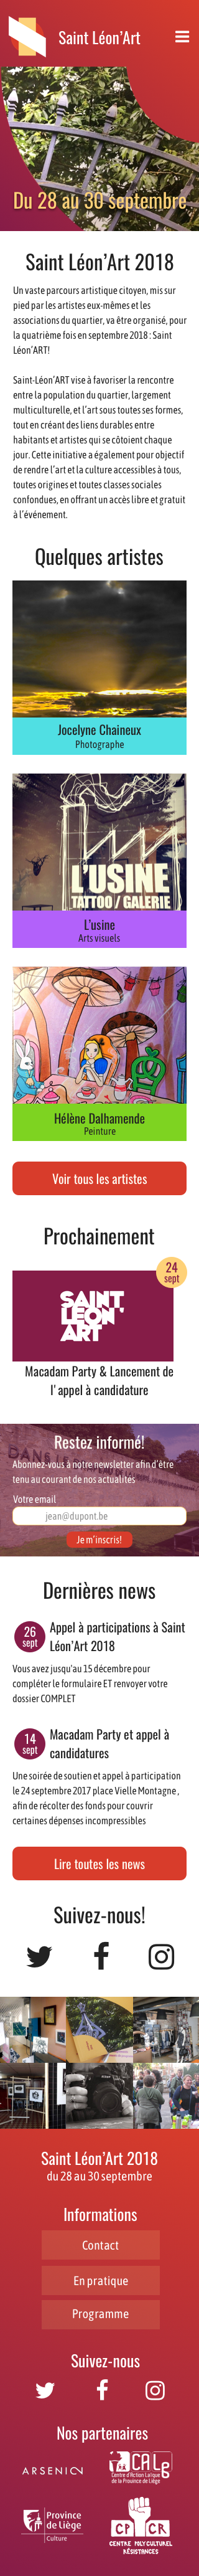 Saint Léon’Art
Du 28 au 30 septembre
Saint Léon’Art 2018
Un vaste parcours artistique citoyen, mis sur
pied par les artistes eux-mêmes et les
associations du quartier, va être organisé, pour
la quatrième fois en septembre 2018 : Saint
Léon’ART!
Saint-Léon’ART vise à favoriser la rencontre
entre la population du quartier, largement
multiculturelle, et l’art sous toutes ses formes,
tout en créant des liens durables entre
habitants et artistes qui se côtoient chaque
jour. Cette initiative a également pour objectif
de rendre l’art et la culture accessibles à tous,
toutes origines et toutes classes sociales
confondues, en offrant un accès libre et gratuit
à l’événement.
Quelques artistes
Jocelyne Chaineux
Photographe
L'USINE
TATTOO/GALERIE
L’usine
Arts visuels
Hélène Dalhamende
Peinture
Voir tous les artistes
Prochainement
24
sept
SAINT
LÉON
ART
Macadam Party & Lancement de
l’appel à candidature
Restez informé!
Abonnez-vous à notre newsletter afin d’être
tenu au courant de nos actualités
Votre email
jean@dupont.be
Je m’inscris!
Dernières news
26
sept
Appel à participations à Saint
Léon’Art 2018
Vous avez jusqu'au 15 décembre pour
compléter le formulaire ET renvoyer votre
dossier COMPLET
14
sept
Macadam Party et appel à
candidatures
Une soirée de soutien et appel à participation
le 24 septembre 2017 place Vielle Montagne ,
afin de récolter des fonds pour couvrir
certaines dépenses incompressibles
Lire toutes les news
Suivez-nous!
Saint Léon’Art 2018
du 28 au 30 septembre
Informations
Contact
En pratique
Programme
Suivez-nous
Nos partenaires
ARSENIC
CAL
Centre d'Action Laïque
de la Province de Liège
Province
de Liège
Culture
CPCR
CENTRE POLYCULTUREL
RÉSISTANCES